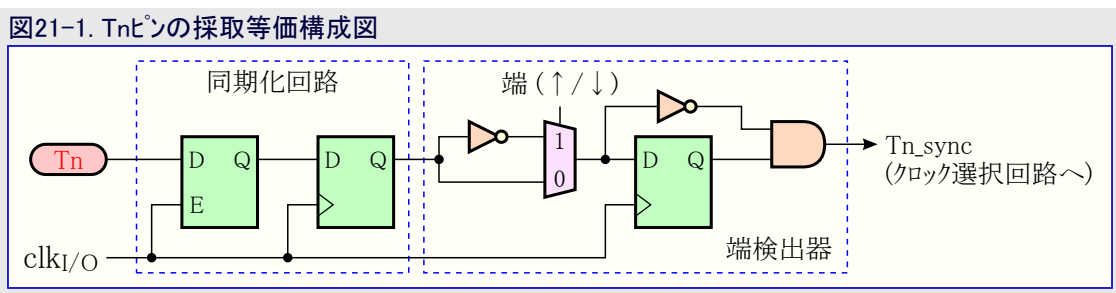 図21-1. Tnﾋﾟﾝの採取等価構成図
同期化回路
端 (↑/↓)
Tn
D Q
E
D Q
1
0
D Q
Tn_sync
(ｸﾛｯｸ選択回路へ)
clkI/O
端検出器